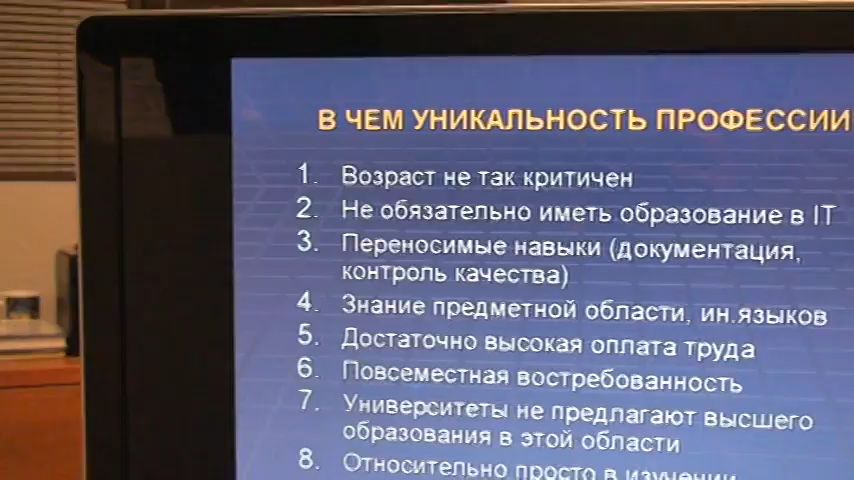 В ЧЕМ УНИКАЛЬНОСТЬ ПРОФЕССИИ
1. Возраст не так критичен
2. Не обязательно иметь образование в IT
3. Переносимые навыки (документация,
контроль качества)
4. Знание предметной области, ин.языков
5. Достаточно высокая оплата труда
6. Повсеместная востребованность
7. Университеты не предлагают высшего
образования в этой области
8. Относительно просто в изучении